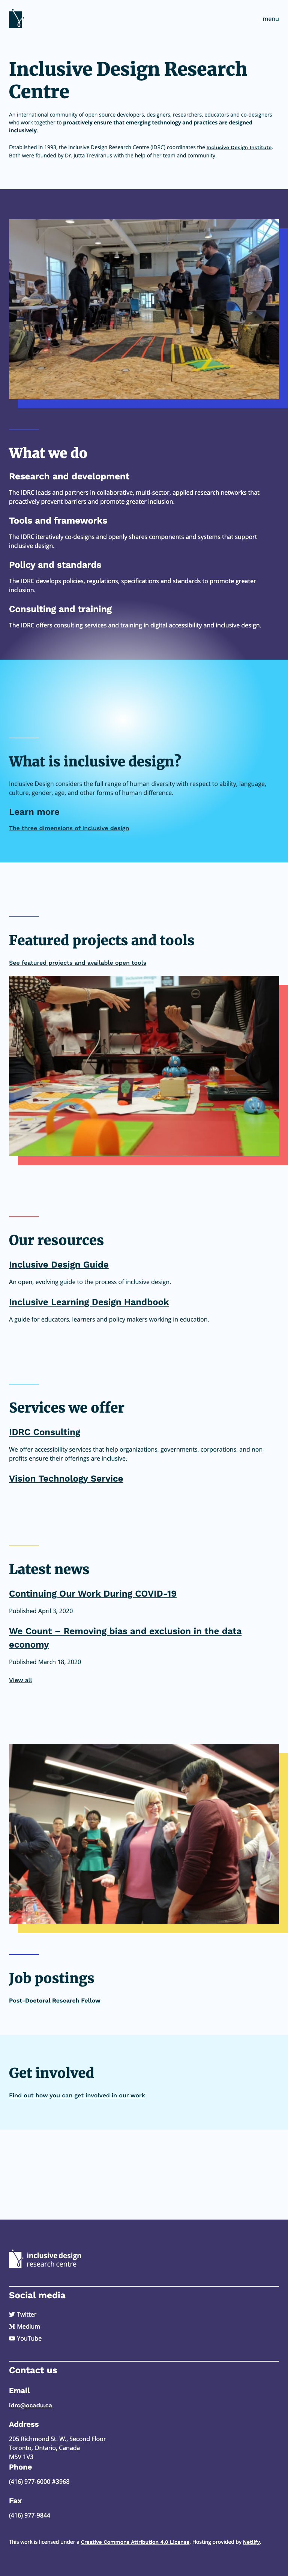 menu
Inclusive Design Research
Centre
An international community of open source developers, designers, researchers, educators and co-designers
who work together to proactively ensure that emerging technology and practices are designed
inclusively.
Established in 1993, the Inclusive Design Research Centre (IDRC) coordinates the Inclusive Design Institute.
Both were founded by Dr. Jutta Treviranus with the help of her team and community.
What we do
Research and development
The IDRC leads and partners in collaborative, multi-sector, applied research networks that
proactively prevent barriers and promote greater inclusion.
Tools and frameworks
The IDRC iteratively co-designs and openly shares components and systems that support
inclusive design.
Policy and standards
The IDRC develops policies, regulations, specifications and standards to promote greater
inclusion.
Consulting and training
The IDRC offers consulting services and training in digital accessibility and inclusive design.
What is inclusive design?
Inclusive Design considers the full range of human diversity with respect to ability, language,
culture, gender, age, and other forms of human difference.
Learn more
The three dimensions of inclusive design
Featured projects and tools
See featured projects and available open tools
Our resources
Inclusive Design Guide
An open, evolving guide to the process of inclusive design.
Inclusive Learning Design Handbook
A guide for educators, learners and policy makers working in education.
Services we offer
IDRC Consulting
We offer accessibility services that help organizations, governments, corporations, and non-
profits ensure their offerings are inclusive.
Vision Technology Service
Latest news
Continuing Our Work During COVID-19
Published April 3, 2020
We Count – Removing bias and exclusion in the data
economy
Published March 18, 2020
View all
Job postings
Post-Doctoral Research Fellow
Get involved
Find out how you can get involved in our work
inclusive design
research centre
Social media
Twitter
Medium
YouTube
Contact us
Email
idrc@ocadu.ca
Address
205 Richmond St. W., Second Floor
Toronto, Ontario, Canada
M5V 1V3
Phone
(416) 977-6000 #3968
Fax
(416) 977-9844
This work is licensed under a Creative Commons Attribution 4.0 License. Hosting provided by Netlify.